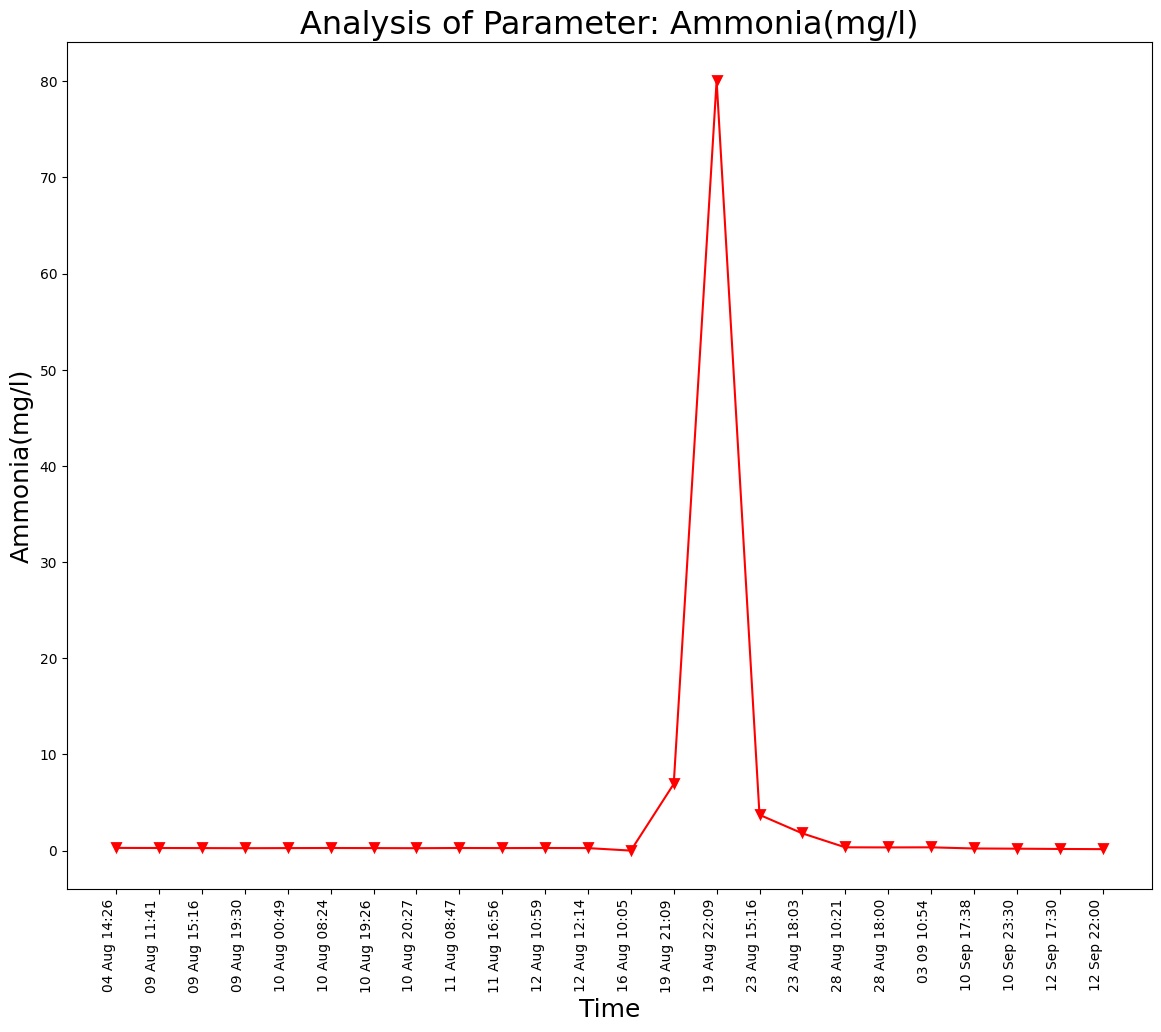 Analysis of Parameter: Ammonia(mg/l)
Ammonia(mg/l)
80
70
60
50
40
30
20
10
0
04 Aug 14:26
09 Aug 11:41
09 Aug 15:16
09 Aug 19:30
10 Aug 00:49
10 Aug 08:24
10 Aug 19:26
10 Aug 20:27
11 Aug 08:47
11 Aug 16:56
12 Aug 10:59
12 Aug 12:14
16 Aug 10:05
19 Aug 21:09
19 Aug 22:09
23 Aug 15:16
23 Aug 18:03
28 Aug 10:21
28 Aug 18:00
03 09 10:54
10 Sep 17:38
10 Sep 23:30
12 Sep 17:30
12 Sep 22:00
Time